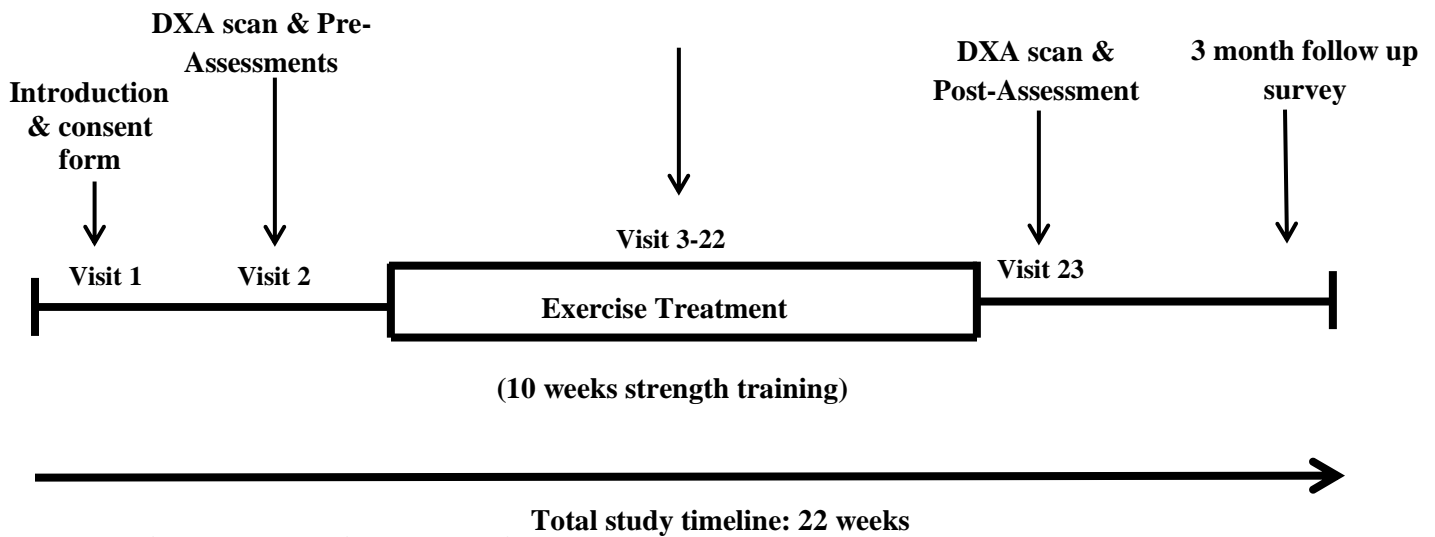 DXA scan & Pre-
Assessments
Introduction
& consent
form
DXA scan &
Post-Assessment
3 month follow up
survey
Visit 1
Visit 2
Visit 3-22
Visit 23
Exercise Treatment
(10 weeks strength training)
Total study timeline: 22 weeks